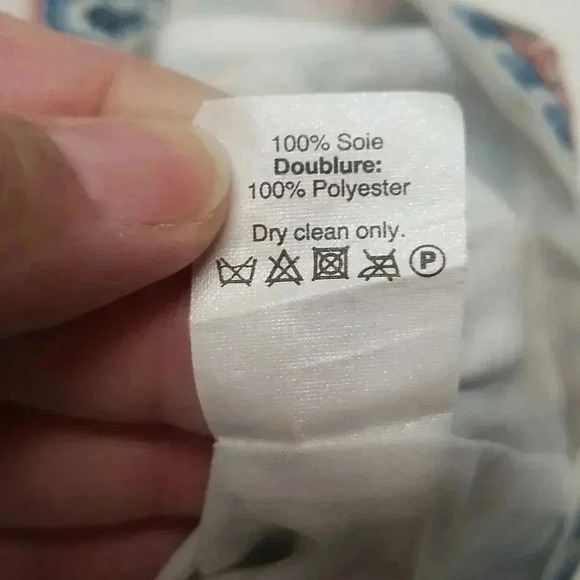 100% Soie
Doublure:
100% Polyester
Dry clean only.
P